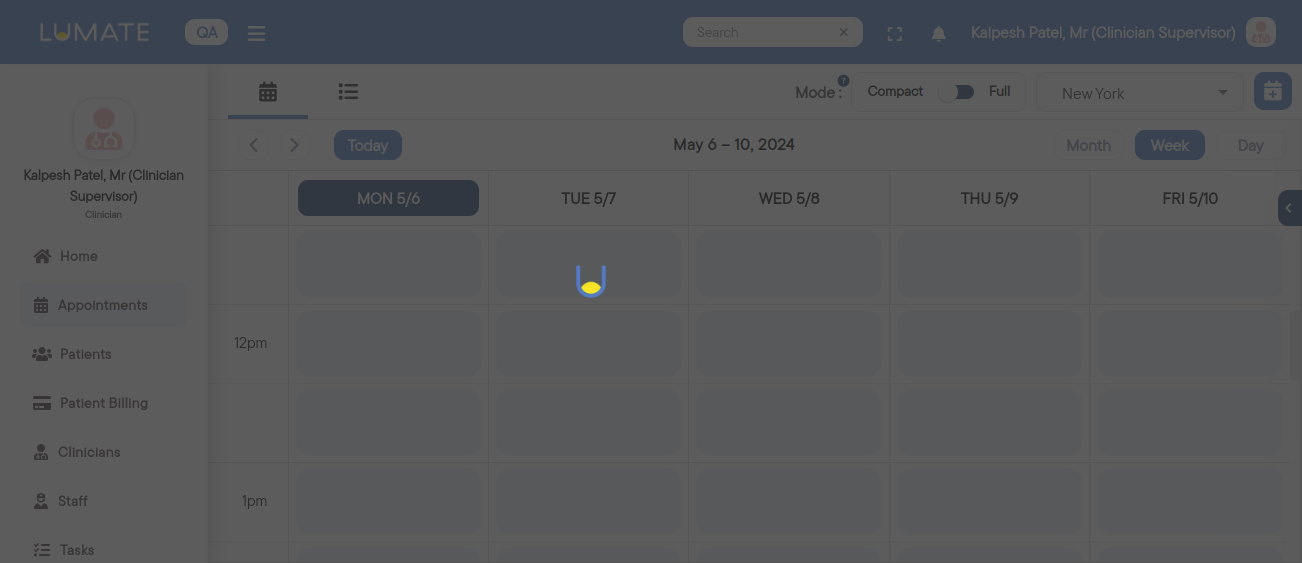 LUMATE
QA
Search
Kalpesh Patel, Mr (Clinician Supervisor)
Mode :
?
Compact
Full
New York
Today
May 6 – 10, 2024
Month
Week
Day
Kalpesh Patel, Mr (Clinician
Supervisor)
Clinician
Home
Appointments
Patients
Patient Billing
Clinicians
Staff
Tasks
MON 5/6
TUE 5/7
WED 5/8
THU 5/9
FRI 5/10
12pm
1pm